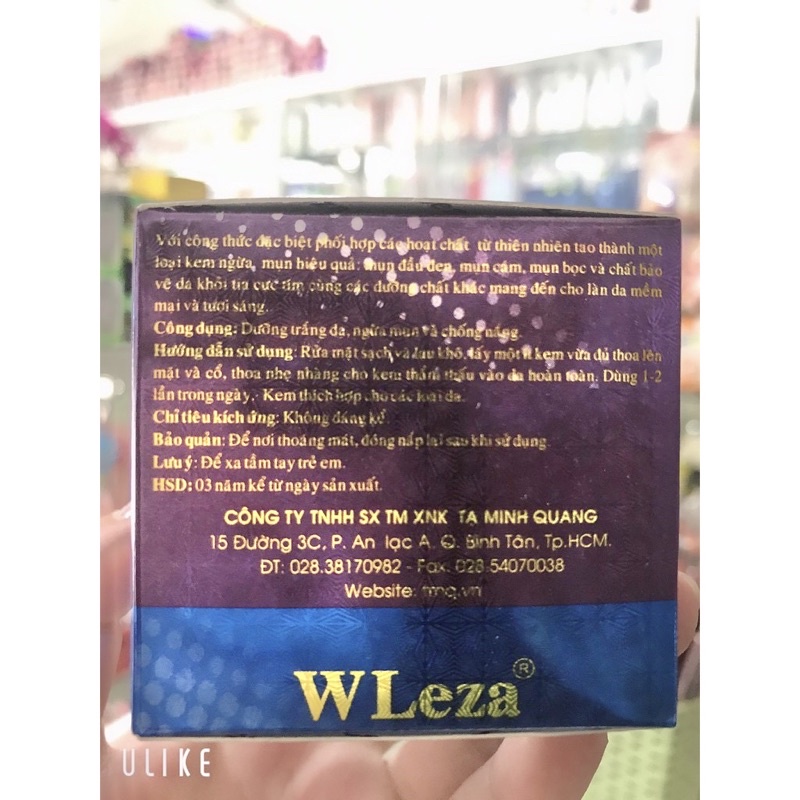 Với công thức đặc biệt phối hợp các hoạt chất từ thiên nhiên tao thành một
loại kem ngừa, mụn hiệu quả: mụn đầu đen, mụn cám, mụn bọc và chất bảo
vệ da khỏi tia cực tím cùng các dưỡng chất khác mang đến cho làn da mềm
mại và tươi sáng.
Công dụng: Dưỡng trắng da, ngừa mụn và chống nắng.
Hướng dẫn sử dụng: Rửa mặt sạch và lau khô, lấy một ít kem vừa đủ thoa lên
mặt và cổ, thoa nhẹ nhàng cho kem thẩm thấu vào da hoàn toàn. Dùng 1-2
lần trong ngày. Kem thích hợp cho các loại da.
Chỉ tiêu kích ứng: Không đáng kể.
Bảo quản: Để nơi thoáng mát, đóng nắp lại sau khi sử dụng.
Lưu ý: Để xa tầm tay trẻ em.
HSD: 03 năm kể từ ngày sản xuất.
CÔNG TY TNHH SX TM XNK TẠ MINH QUANG
15 Đường 3C, P. An lạc A, Q. Bình Tân, Tp.HCM.
ĐT: 028.38170982 - Fax: 028.54070038
Website: tmq.vn
WLeza®
ULIKE